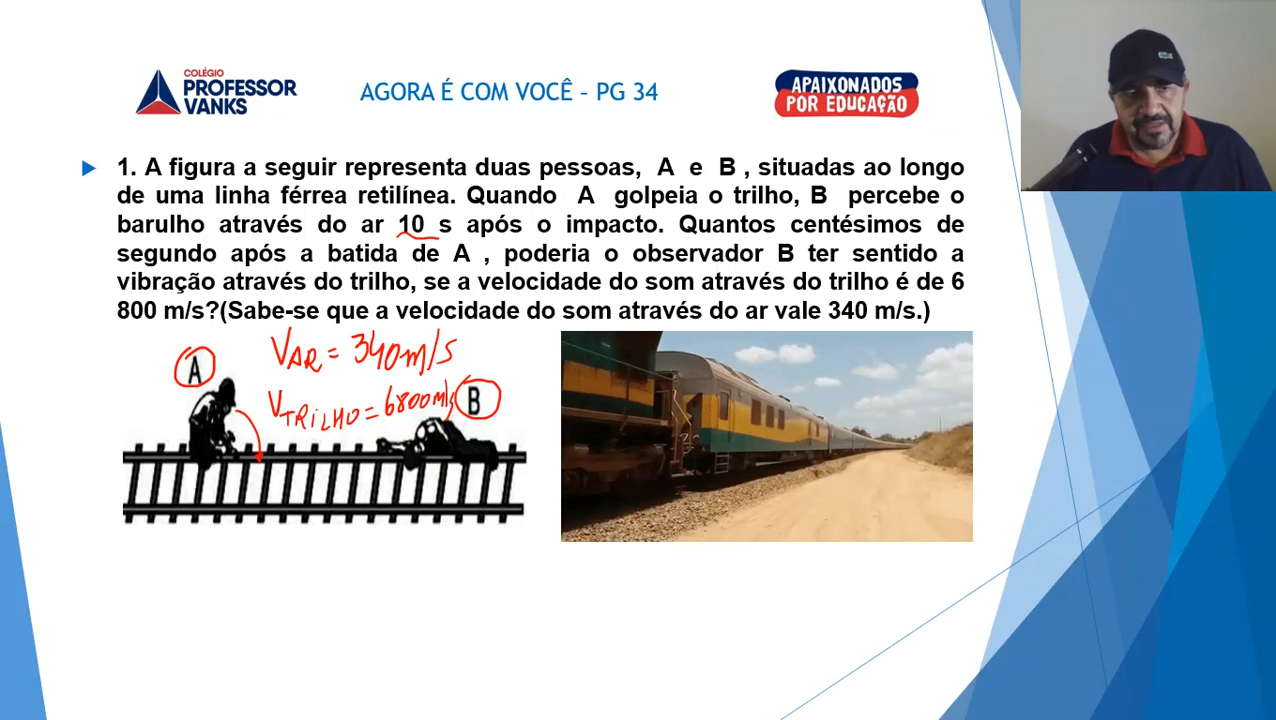 COLÉGIO
PROFESSOR
VANKS
AGORA É COM VOCÊ – PG 34
APAIXONADOS
POR EDUCAÇÃO
1. A figura a seguir representa duas pessoas, A e B , situadas ao longo
de uma linha férrea retilínea. Quando A golpeia o trilho, B percebe o
barulho através do ar 10 s após o impacto. Quantos centésimos de
segundo após a batida de A , poderia o observador B ter sentido a
vibração através do trilho, se a velocidade do som através do trilho é de 6
800 m/s?(Sabe-se que a velocidade do som através do ar vale 340 m/s.)
VAR = 340m/s
A
VTRILHO = 6800m/s
B